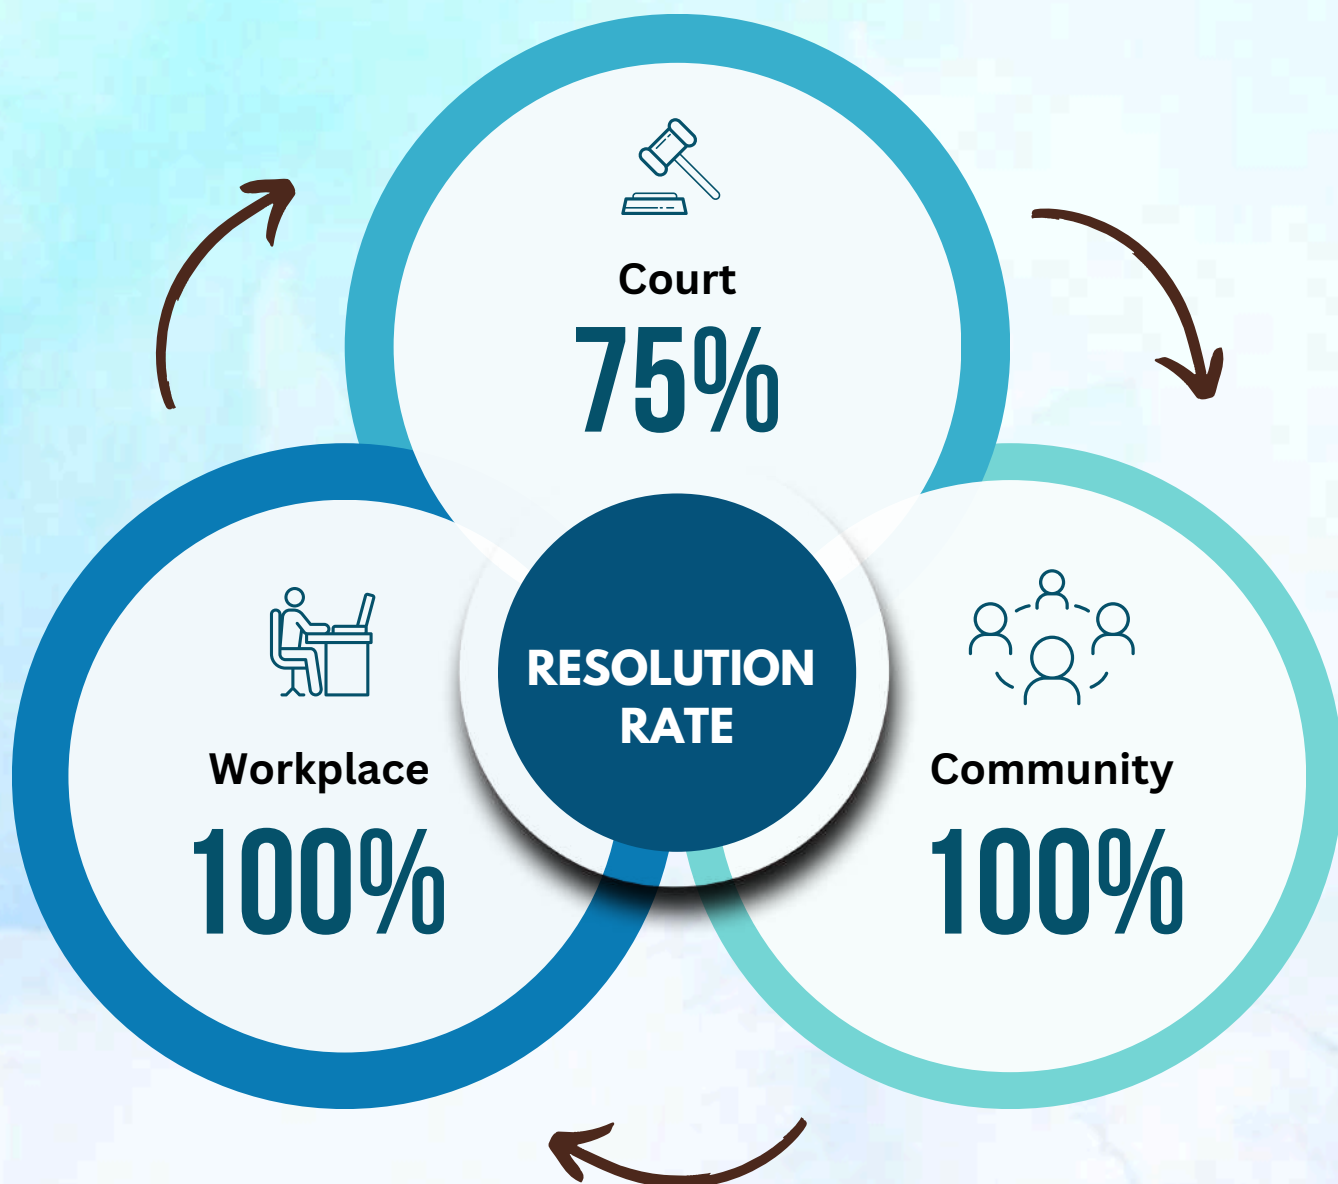 Court
75%
RESOLUTION
RATE
Workplace
100%
Community
100%